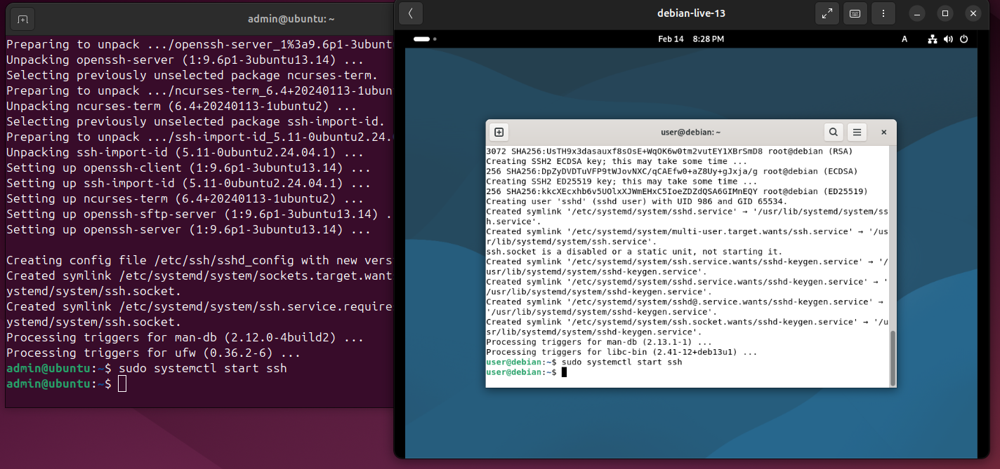 admin@ubuntu: ~
Preparing to unpack .../openssh-server_1%3a9.6p1-3ubunt
Unpacking openssh-server (1:9.6p1-3ubuntu13.14) ...
Selecting previously unselected package ncurses-term.
Preparing to unpack .../ncurses-term_6.4+20240113-1ubun
Unpacking ncurses-term (6.4+20240113-1ubuntu2) ...
Selecting previously unselected package ssh-import-id.
Preparing to unpack .../ssh-import-id_5.11-0ubuntu2.24.
Unpacking ssh-import-id (5.11-0ubuntu2.24.04.1) ...
Setting up openssh-client (1:9.6p1-3ubuntu13.14) ...
Setting up ssh-import-id (5.11-0ubuntu2.24.04.1) ...
Setting up ncurses-term (6.4+20240113-1ubuntu2) ...
Setting up openssh-sftp-server (1:9.6p1-3ubuntu13.14) .
Setting up openssh-server (1:9.6p1-3ubuntu13.14) ...
Creating config file /etc/ssh/sshd_config with new vers
Created symlink /etc/systemd/system/sockets.target.want
ystemd/system/ssh.socket.
Created symlink /etc/systemd/system/ssh.service.require
ystemd/system/ssh.socket.
Processing triggers for man-db (2.12.0-4build2) ...
Processing triggers for ufw (0.36.2-6) ...
admin@ubuntu:~$ sudo systemctl start ssh
admin@ubuntu:~$
debian-live-13
Feb 14 8:28 PM
A
user@debian: ~
3072 SHA256:UsTH9x3dasauxf8sOsE+WqOK6w0tm2vutEY1XBrSmD8 root@debian (RSA)
Creating SSH2 ECDSA key; this may take some time ...
256 SHA256:DpZyDVDTuVFP9tWJovNXC/qCAEfw0+aZ8Uy+gJxja/g root@debian (ECDSA)
Creating SSH2 ED25519 key; this may take some time ...
256 SHA256:kkcXEcxhb6v5UOlxXJWmEHxC5IoeZDZdQSA6GIMnEQY root@debian (ED25519)
Creating user 'sshd' (sshd user) with UID 986 and GID 65534.
Created symlink '/etc/systemd/system/sshd.service' → '/usr/lib/systemd/system/ss
h.service'.
Created symlink '/etc/systemd/system/multi-user.target.wants/ssh.service' → '/us
r/lib/systemd/system/ssh.service'.
ssh.socket is a disabled or a static unit, not starting it.
Created symlink '/etc/systemd/system/ssh.service.wants/sshd-keygen.service' → '/
usr/lib/systemd/system/sshd-keygen.service'.
Created symlink '/etc/systemd/system/sshd.service.wants/sshd-keygen.service' → '
/usr/lib/systemd/system/sshd-keygen.service'.
Created symlink '/etc/systemd/system/sshd@.service.wants/sshd-keygen.service' →
'/usr/lib/systemd/system/sshd-keygen.service'.
Created symlink '/etc/systemd/system/ssh.socket.wants/sshd-keygen.service' → '/u
sr/lib/systemd/system/sshd-keygen.service'.
Processing triggers for man-db (2.13.1-1) ...
Processing triggers for libc-bin (2.41-12+deb13u1) ...
user@debian:~$ sudo systemctl start ssh
user@debian:~$